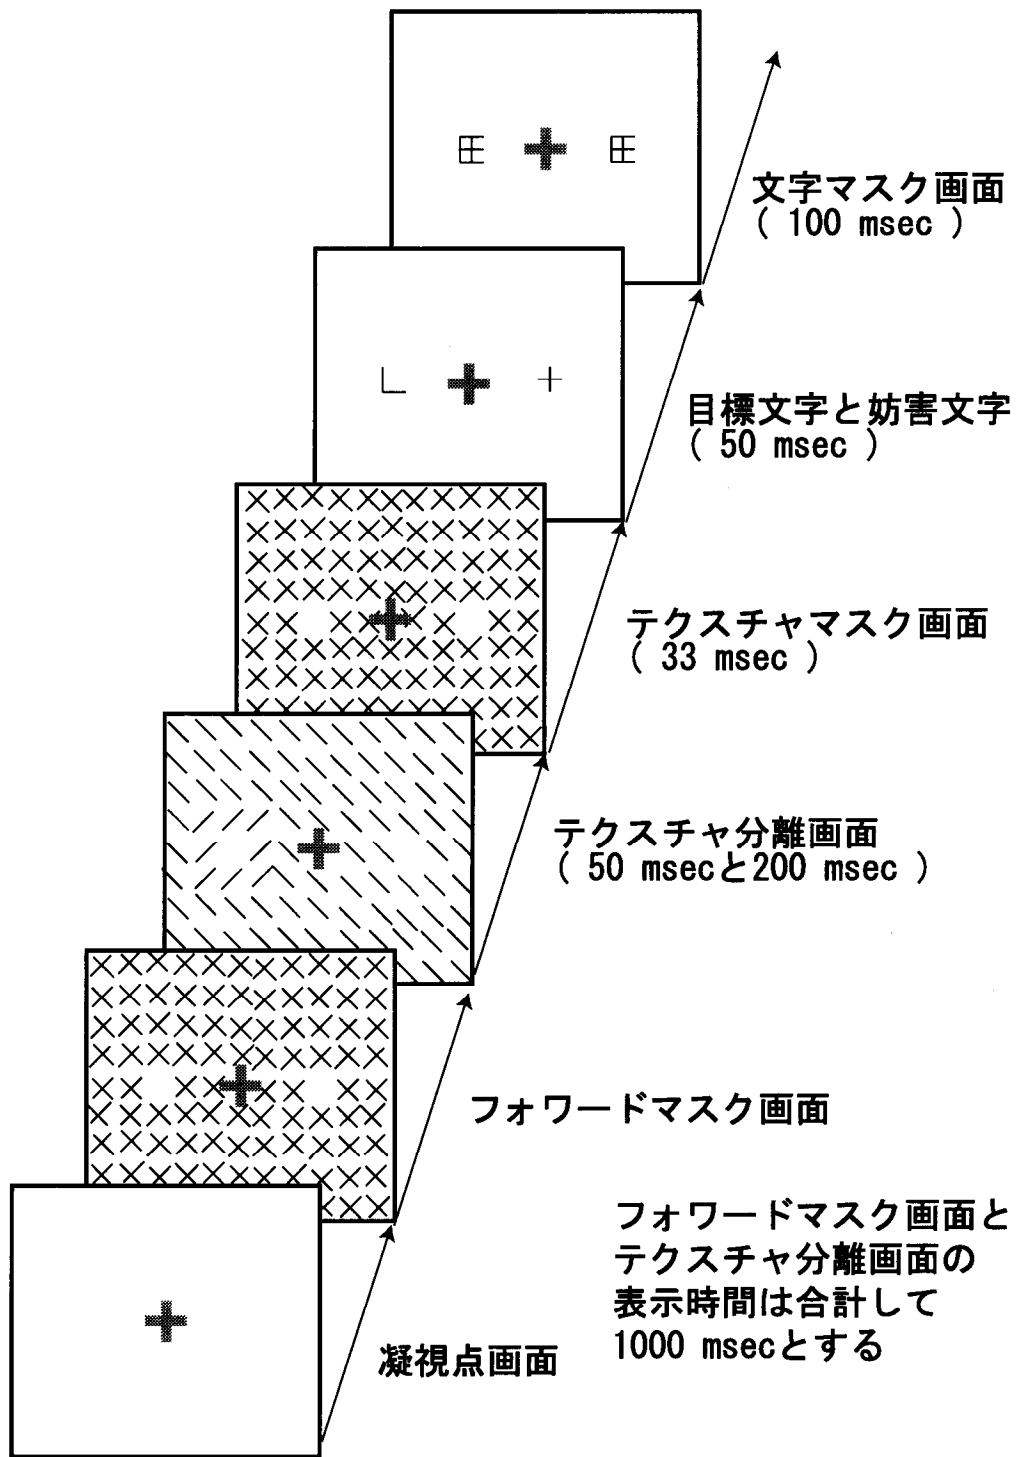 文字マスク画面
( 100 msec )
目標文字と妨害文字
( 50 msec )
テクスチャマスク画面
( 33 msec )
テクスチャ分離画面
( 50 msecと200 msec )
フォワードマスク画面
フォワードマスク画面と
テクスチャ分離画面の
表示時間は合計して
1000 msecとする
凝視点画面